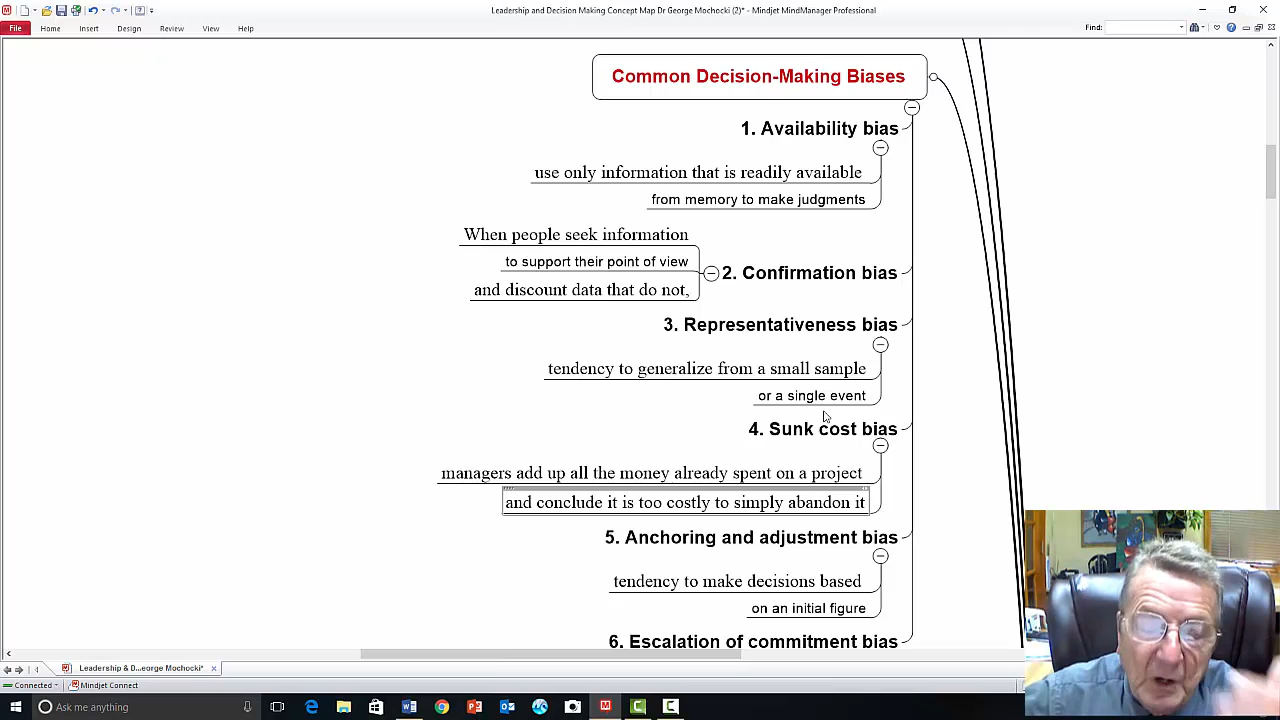 Leadership and Decision Making Concept Map Dr George Mochocki (2)* - Mindjet MindManager Professional
File Home Insert Design Review View Help
Find:
Common Decision-Making Biases
1. Availability bias
use only information that is readily available
from memory to make judgments
When people seek information
to support their point of view
2. Confirmation bias
and discount data that do not,
3. Representativeness bias
tendency to generalize from a small sample
or a single event
4. Sunk cost bias
managers add up all the money already spent on a project
and conclude it is too costly to simply abandon it
5. Anchoring and adjustment bias
tendency to make decisions based
on an initial figure
6. Escalation of commitment bias
Leadership & D...eorge Mochocki*
Connected Mindjet Connect
Ask me anything